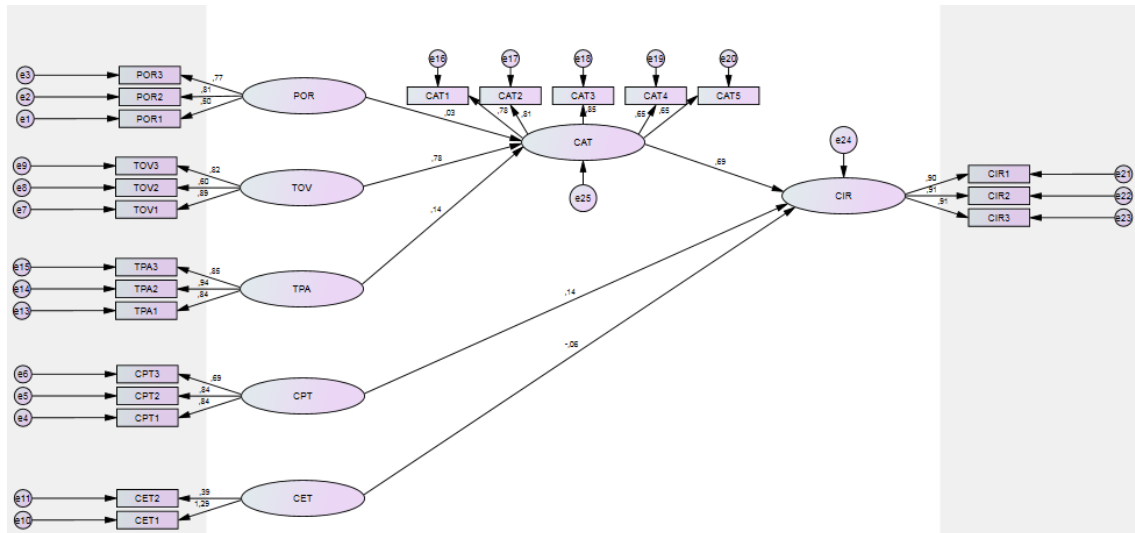 e16 e17 e18 e19 e20
e3 POR3 ,77
e2 POR2 ,81 POR
e1 POR1 ,80
CAT1 CAT2 CAT3 CAT4 CAT5
,78 ,81 ,85 ,65 ,65
,03
CAT
e24
e9 TOV3 ,82
e8 TOV2 ,60 TOV
e7 TOV1 ,89
,78
,69
e25
CIR
,90 CIR1 e21
,91 CIR2 e22
,91 CIR3 e23
,14
e15 TPA3 ,85
e14 TPA2 ,94 TPA
e13 TPA1 ,84
,14
e6 CPT3 ,69
e5 CPT2 ,84 CPT
e4 CPT1 ,84
-,06
e11 CET2 ,39 CET
e10 CET1 1,29